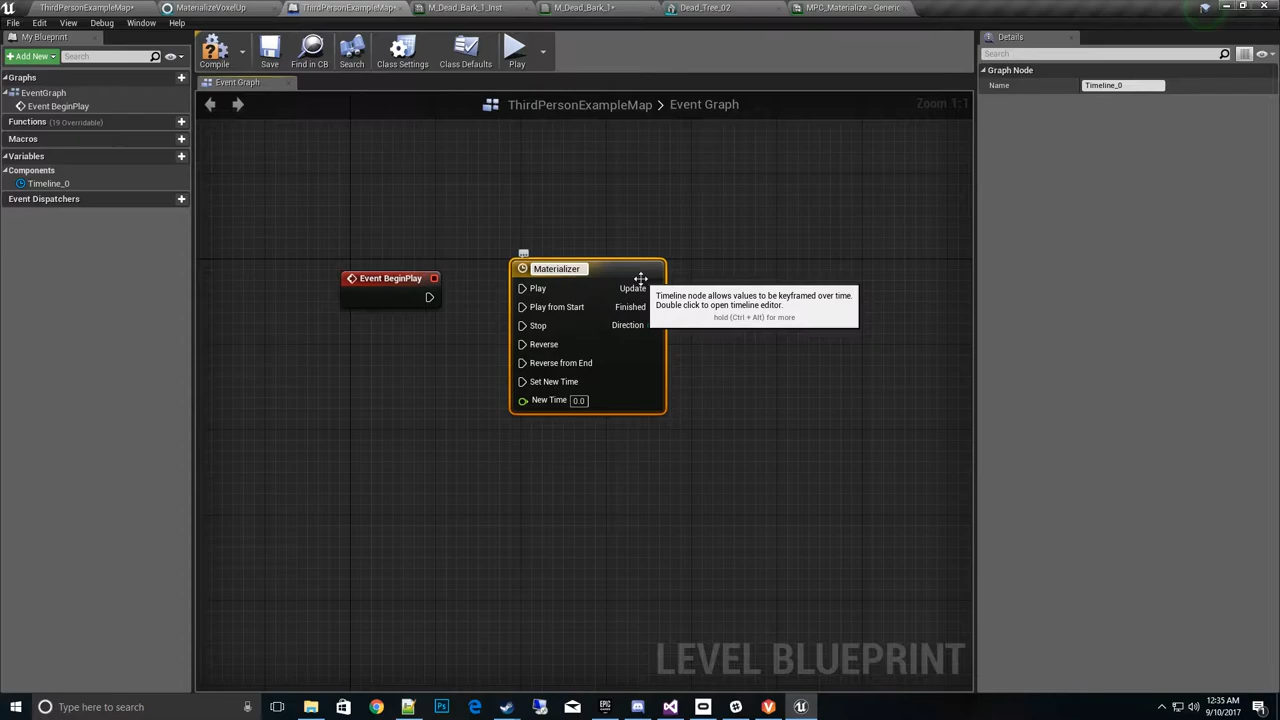 ThirdPersonExampleMap*
MaterializeVoxelUp
ThirdPersonExampleMap*
M_Dead_Bark_1_Inst
M_Dead_Bark_1*
Dead_Tree_02
MPC_Materialize - Generic
File Edit View Debug Window Help
My Blueprint
Details
Compile
Save
Find in CB
Search
Class Settings
Class Defaults
Play
+Add New
Search
Search
Graphs
EventGraph
Event BeginPlay
Functions (19 Overridable)
Macros
Variables
Components
Timeline_0
Event Dispatchers
Event Graph
ThirdPersonExampleMap > Event Graph
Zoom 1:1
Graph Node
Name Timeline_0
Event BeginPlay
Materializer
Play
Update
Play from Start
Finished
Stop
Direction
Reverse
Reverse from End
Set New Time
New Time 0.0
Timeline node allows values to be keyframed over time.
Double click to open timeline editor.
hold (Ctrl + Alt) for more
LEVEL BLUEPRINT
Type here to search
12:35 AM
9/10/2017